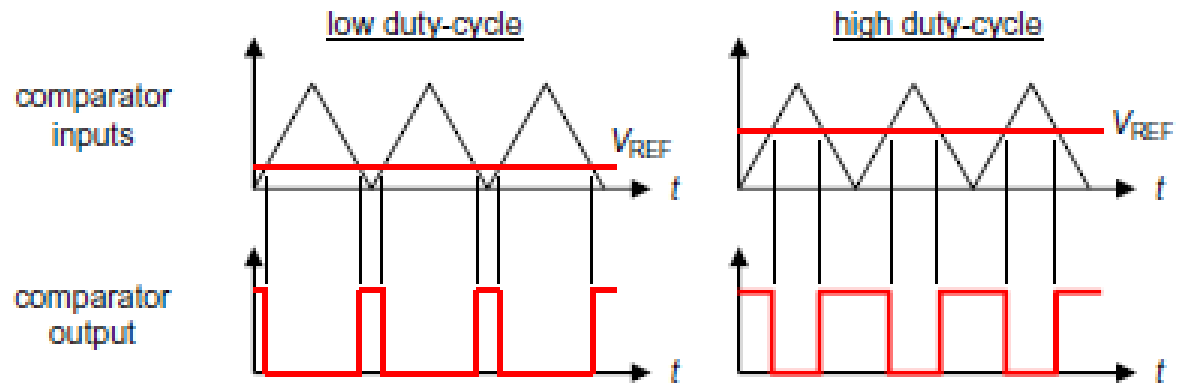 low duty-cycle
high duty-cycle
comparator
inputs
VREF
t
VREF
t
comparator
output
t
t